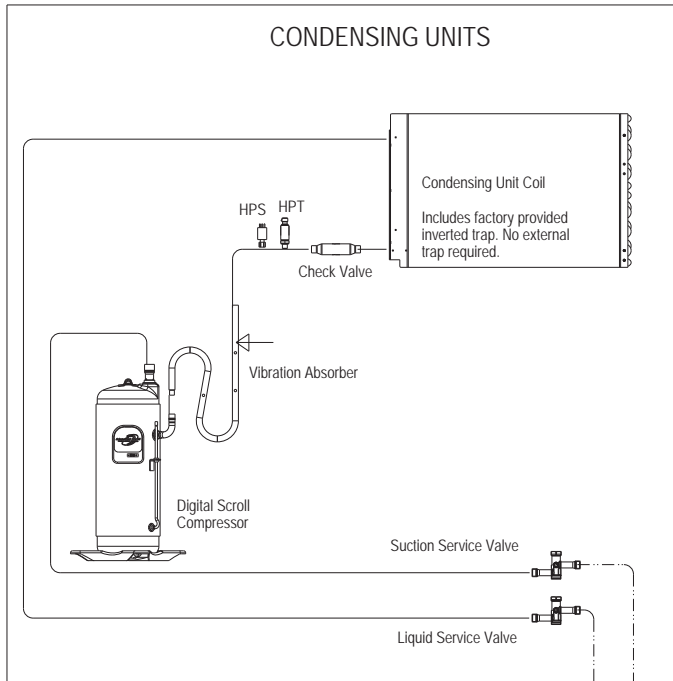 CONDENSING UNITS
Condensing Unit Coil
Includes factory provided
inverted trap. No external
trap required.
HPS
HPT
Check Valve
Vibration Absorber
Digital Scroll
Compressor
Suction Service Valve
Liquid Service Valve